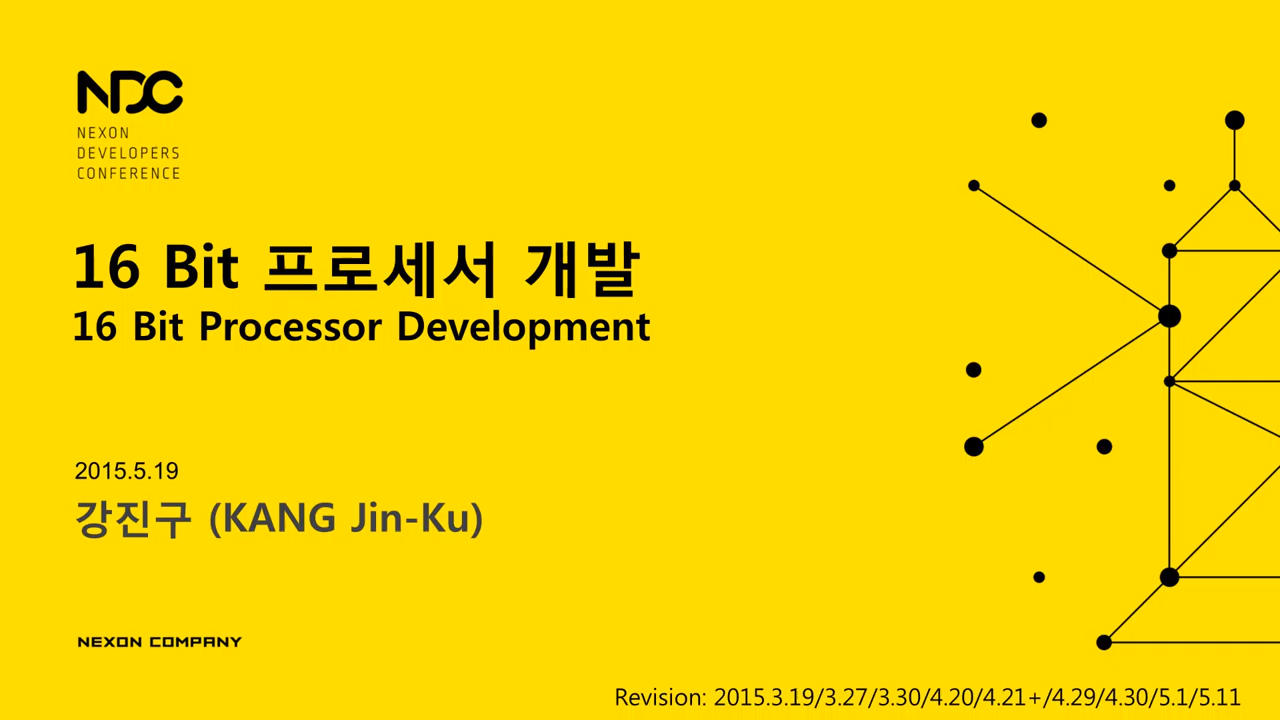 NDC
NEXON
DEVELOPERS
CONFERENCE
16 Bit 프로세서 개발
16 Bit Processor Development
2015.5.19
강진구 (KANG Jin-Ku)
NEXON COMPANY
Revision: 2015.3.19/3.27/3.30/4.20/4.21+/4.29/4.30/5.1/5.11